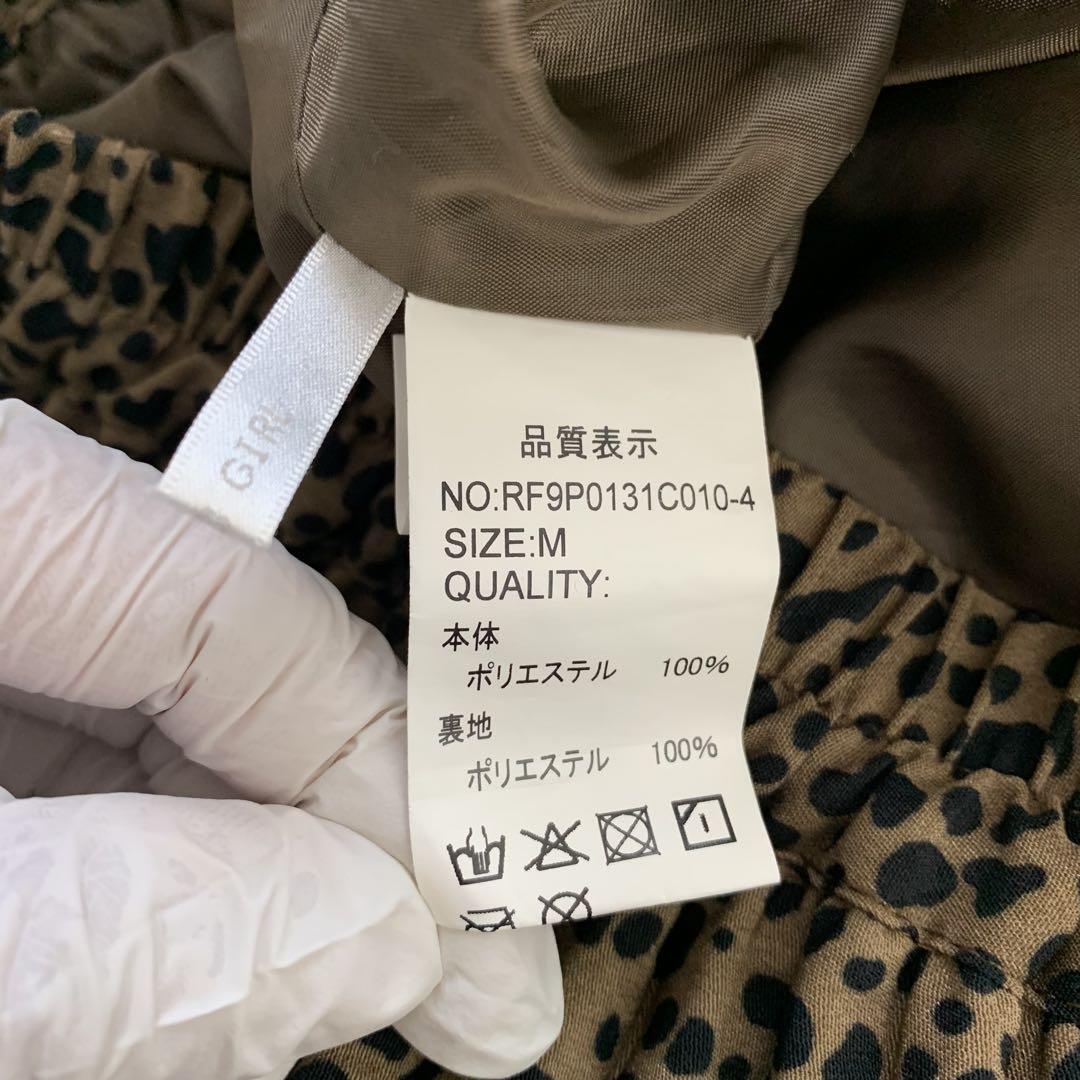 GIRL
品質表示
NO:RF9P0131C010-4
SIZE:M
QUALITY:
本体
ポリエステル 100%
裏地
ポリエステル 100%